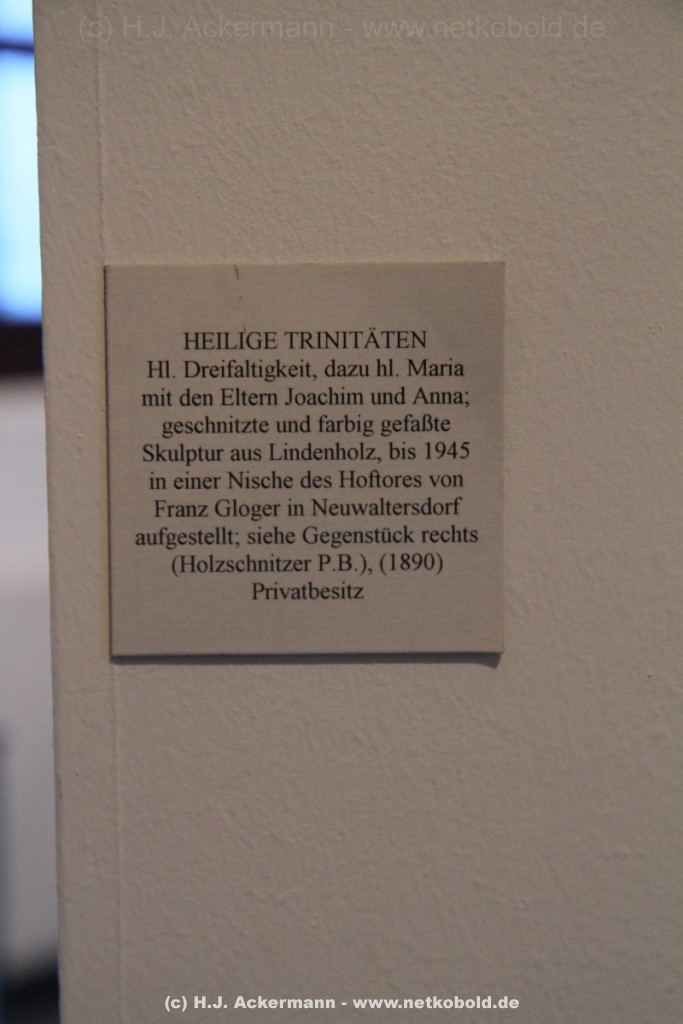 (c) H.J. Ackermann - www.netkobold.de
HEILIGE TRINITÄTEN
Hl. Dreifaltigkeit, dazu hl. Maria
mit den Eltern Joachim und Anna;
geschnitzte und farbig gefaßte
Skulptur aus Lindenholz, bis 1945
in einer Nische des Hoftores von
Franz Gloger in Neuwaltersdorf
aufgestellt; siehe Gegenstück rechts
(Holzschnitzer P.B.), (1890)
Privatbesitz
(c) H.J. Ackermann - www.netkobold.de